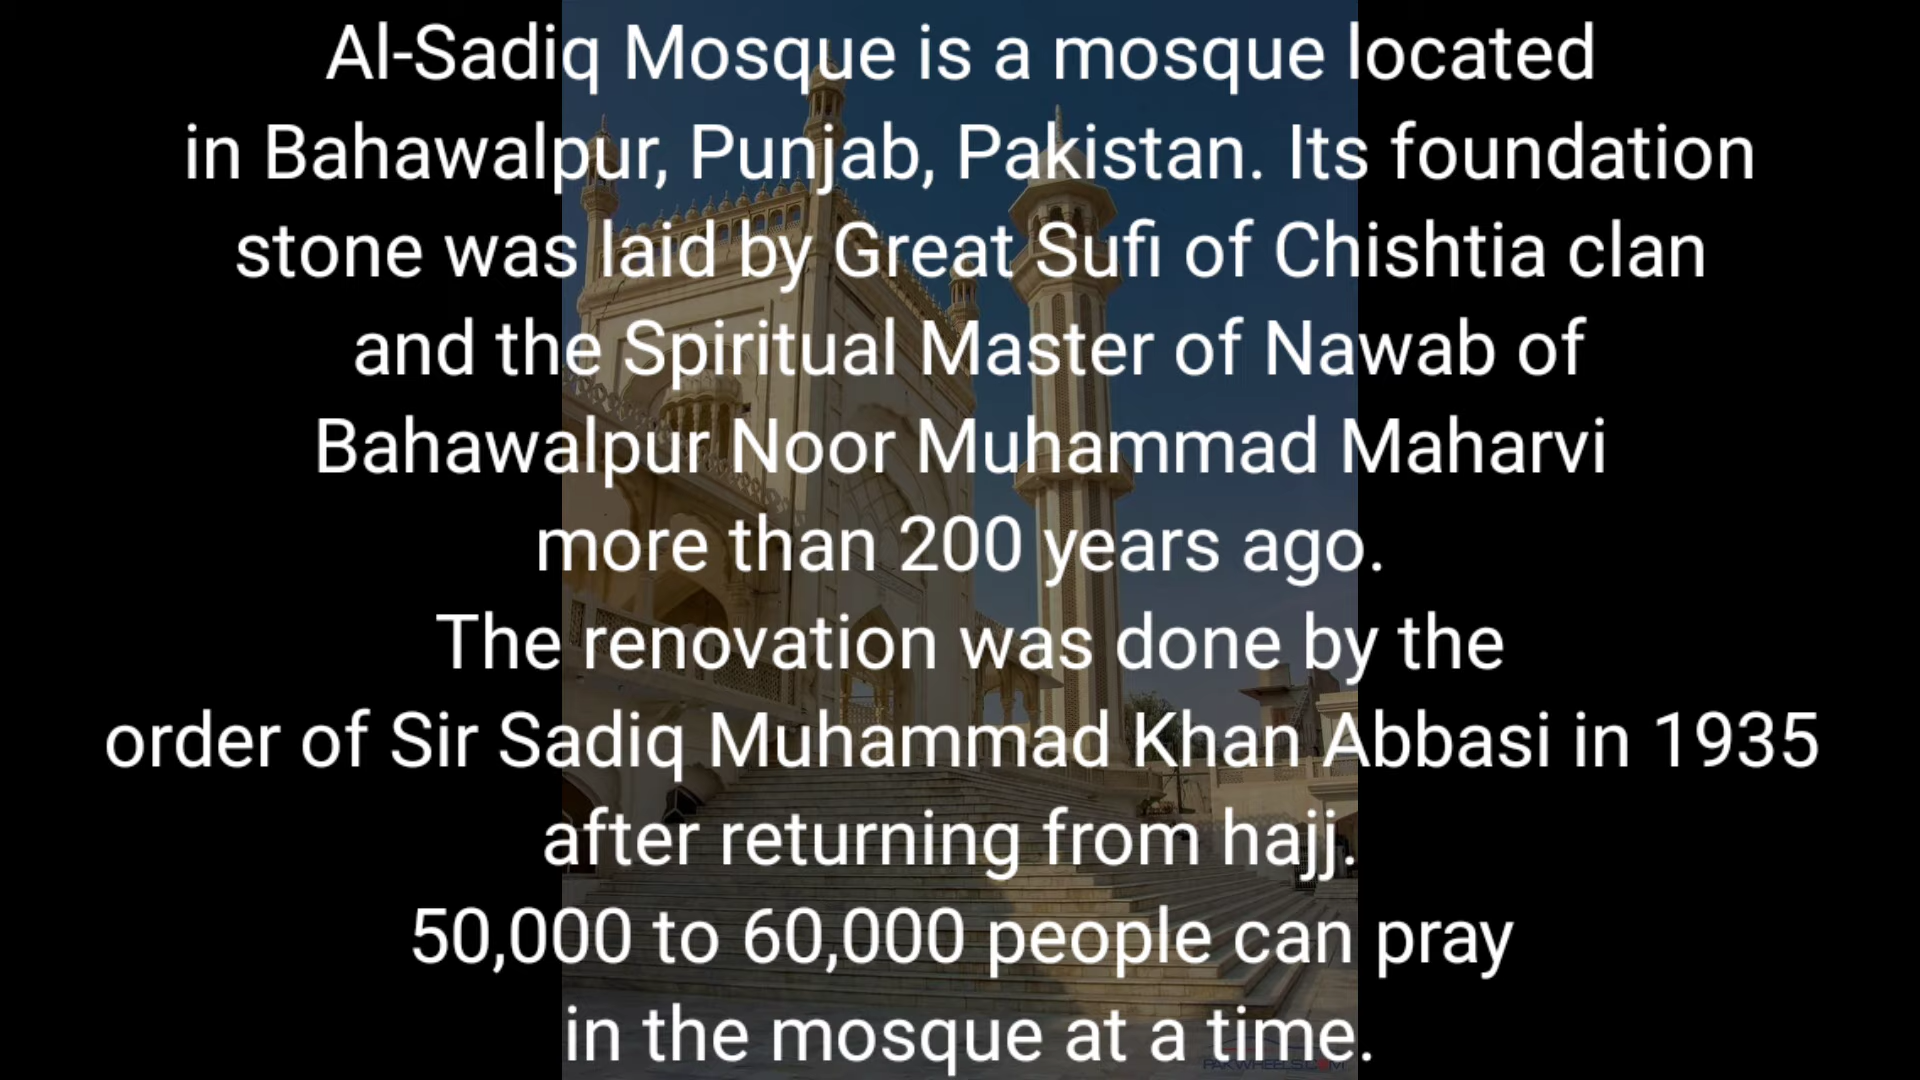 Al-Sadiq Mosque is a mosque located
in Bahawalpur, Punjab, Pakistan. Its foundation
stone was laid by Great Sufi of Chishtia clan
and the Spiritual Master of Nawab of
Bahawalpur Noor Muhammad Maharvi
more than 200 years ago.
The renovation was done by the
order of Sir Sadiq Muhammad Khan Abbasi in 1935
after returning from hajj.
50,000 to 60,000 people can pray
in the mosque at a time.
PAKWHEELS.COM